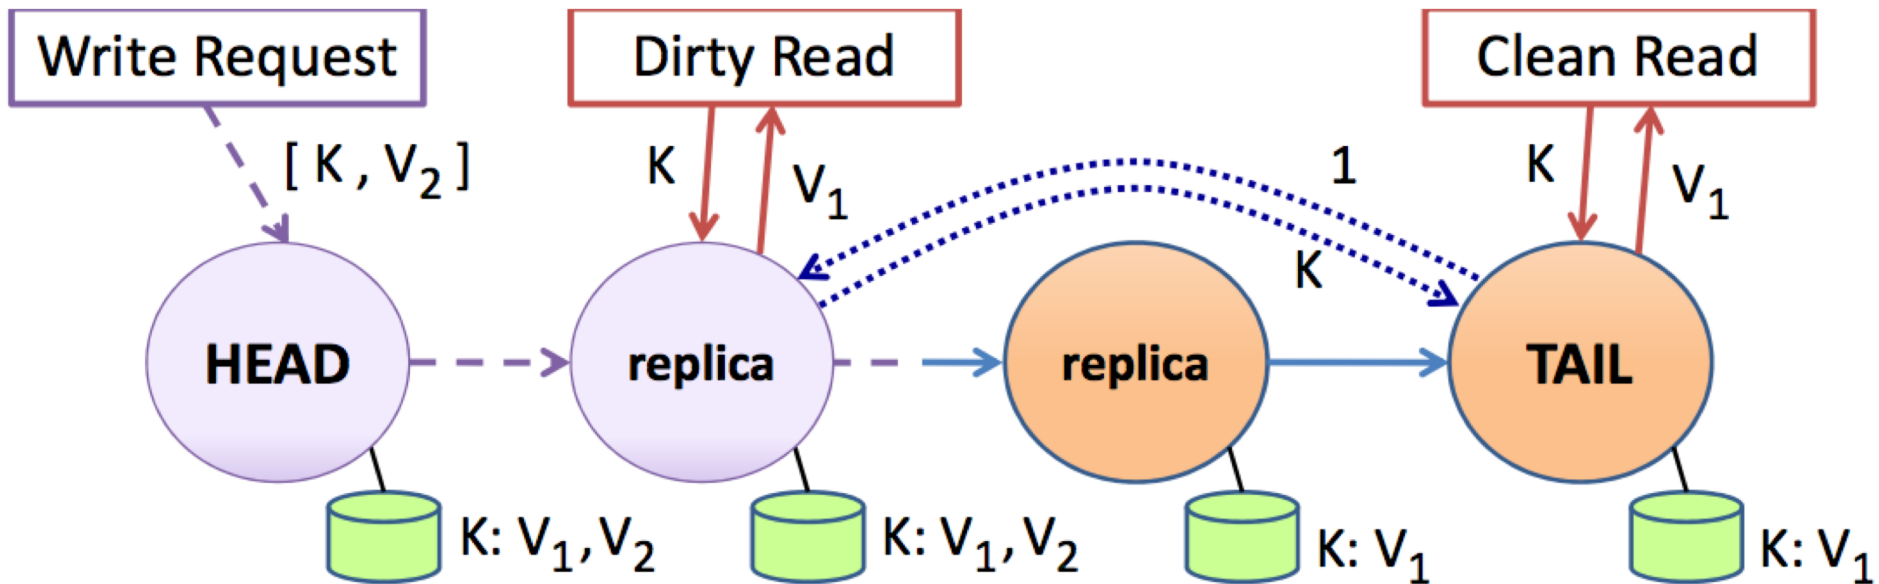 Write Request
Dirty Read
Clean Read
[ K , V₂ ]
K
V₁
1
K
K
V₁
HEAD
replica
replica
TAIL
K: V₁,V₂
K: V₁,V₂
K: V₁
K: V₁